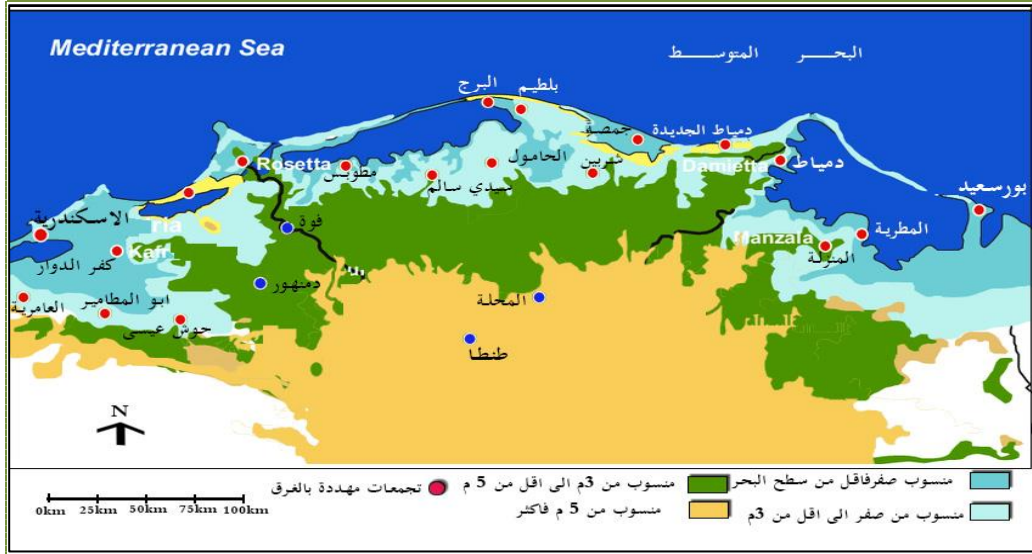 Mediterranean Sea
البحر المتوسط
البرج
بلطيم
جمصة
دمياط الجديدة
Rosetta
مطوبس
الحامول
سيدي سالم
شربين
Damietta
دمياط
بورسعيد
الاسكندرية
ria
فوة
Kafr
كفر الدوار
Manzala
المطرية
المنزلة
دمنهور
العامرية
ابو المطامير
حوش عيسى
المحلة
طنطا
N
منسوب صفرفاقل من سطح البحر
منسوب من 3م الى اقل من 5 م
تجمعات مهددة بالغرق
منسوب من صفر الى اقل من 3م
منسوب من 5 م فاكثر
0km 25km 50km 75km 100km